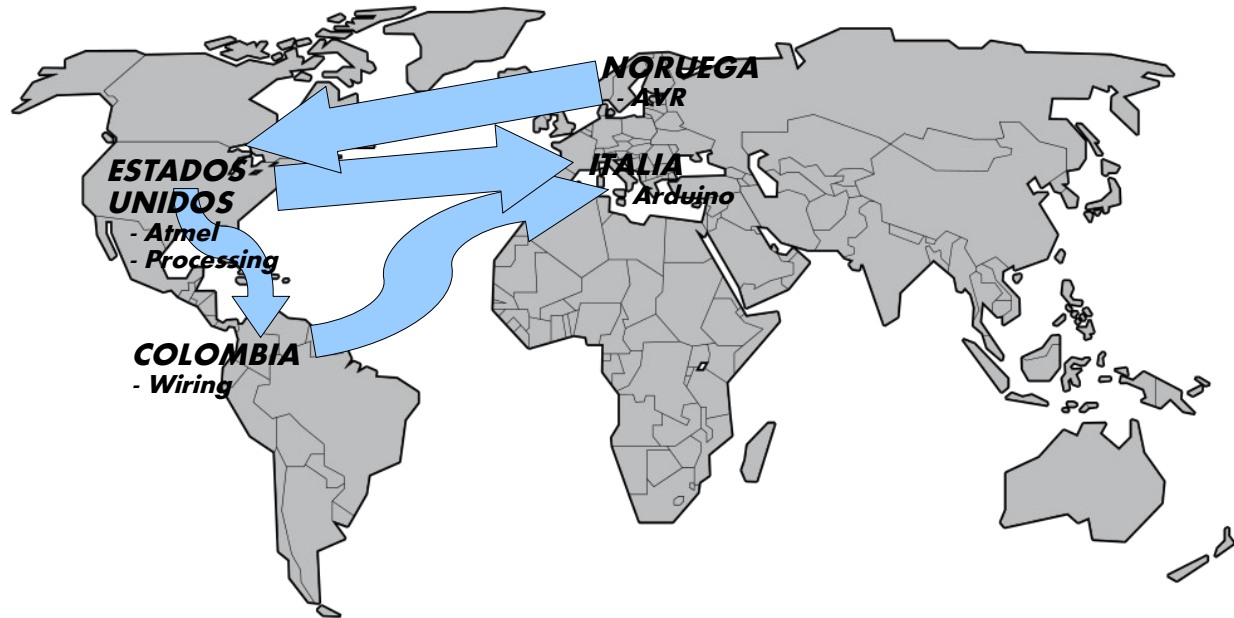 NORUEGA
- AVR
ESTADOS
UNIDOS
- Atmel
- Processing
ITALIA
- Arduino
COLOMBIA
- Wiring